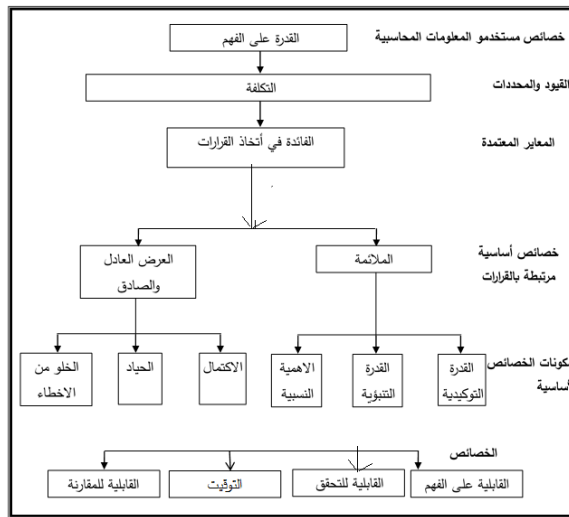 خصائص مستخدمو المعلومات المحاسبية
القدرة على الفهم
القيود والمحددات
التكلفة
المعاير المعتمدة
الفائدة في أتخاذ القرارات
خصائص أساسية
مرتبطة بالقرارات
الملائمة
العرض العادل
والصادق
كونات الخصائص
أساسية
القدرة
التوكيدية
القدرة
التنبؤية
الاهمية
النسبية
الاكتمال
الحياد
الخلو من
الاخطاء
الخصائص
القابلية على الفهم
القابلية للتحقق
التوقيت
القابلية للمقارنة